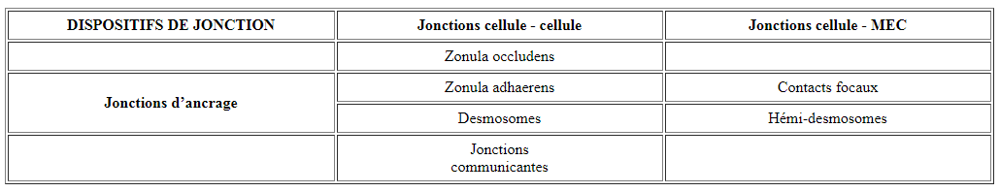 DISPOSITIFS DE JONCTION Jonctions cellule - cellule Jonctions cellule - MEC
Zonula occludens
Jonctions d’ancrage Zonula adhaerens Contacts focaux
Desmosomes Hémi-desmosomes
Jonctions
communicantes